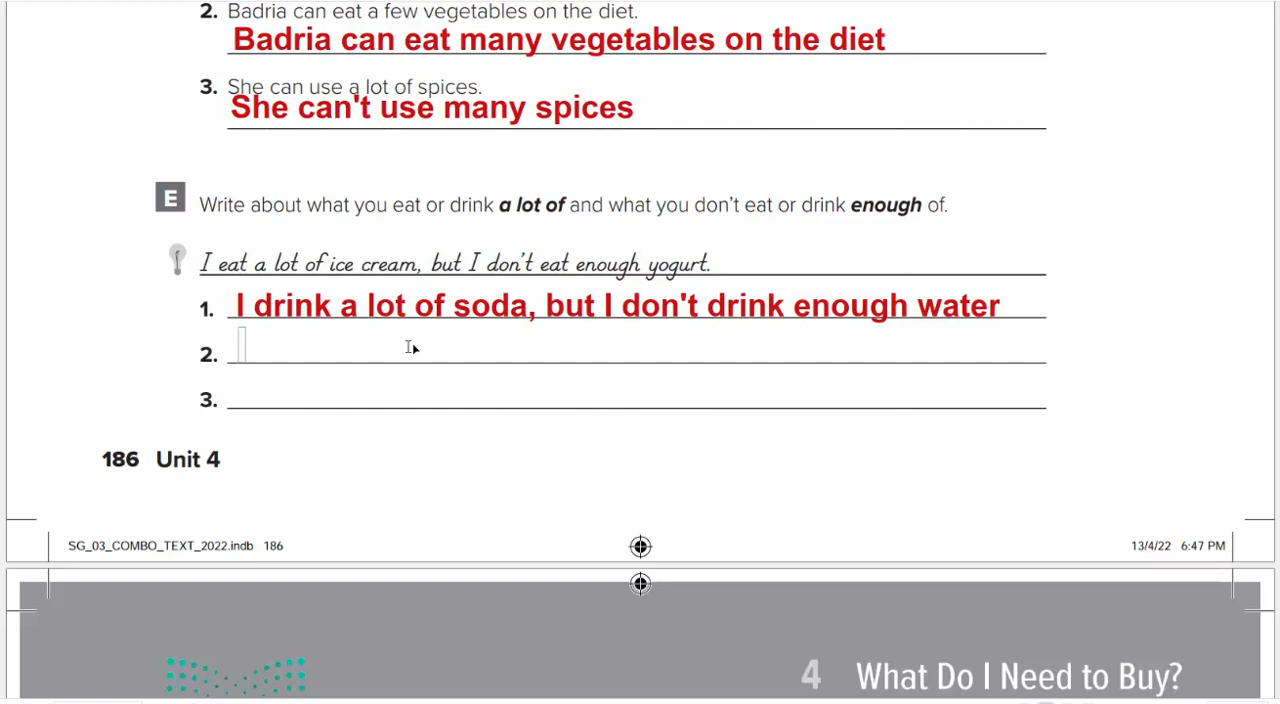 2. Badria can eat a few vegetables on the diet.
Badria can eat many vegetables on the diet
3. She can use a lot of spices.
She can't use many spices
E Write about what you eat or drink a lot of and what you don't eat or drink enough of.
I eat a lot of ice cream, but I don't eat enough yogurt.
1. I drink a lot of soda, but I don't drink enough water
2.
3.
186 Unit 4
SG_03_COMBO_TEXT_2022.indb 186 13/4/22 6:47 PM
4 What Do I Need to Buy?